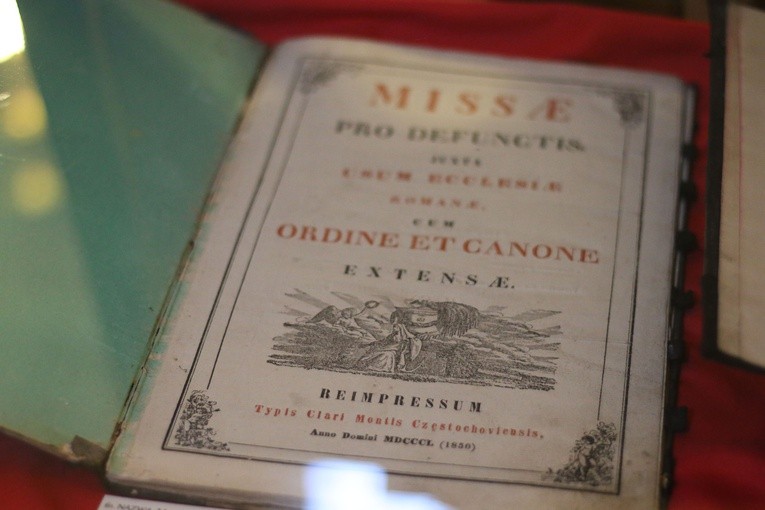 MISSÆ
PRO DEFUNCTIS,
JUXTA
USUM ECCLESIÆ
ROMANÆ,
CUM
ORDINE ET CANONE
EXTENSÆ.
REIMPRESSUM
Typis Clari Montis Częstochoviensis,
Anno Domini MDCCCL (1850)